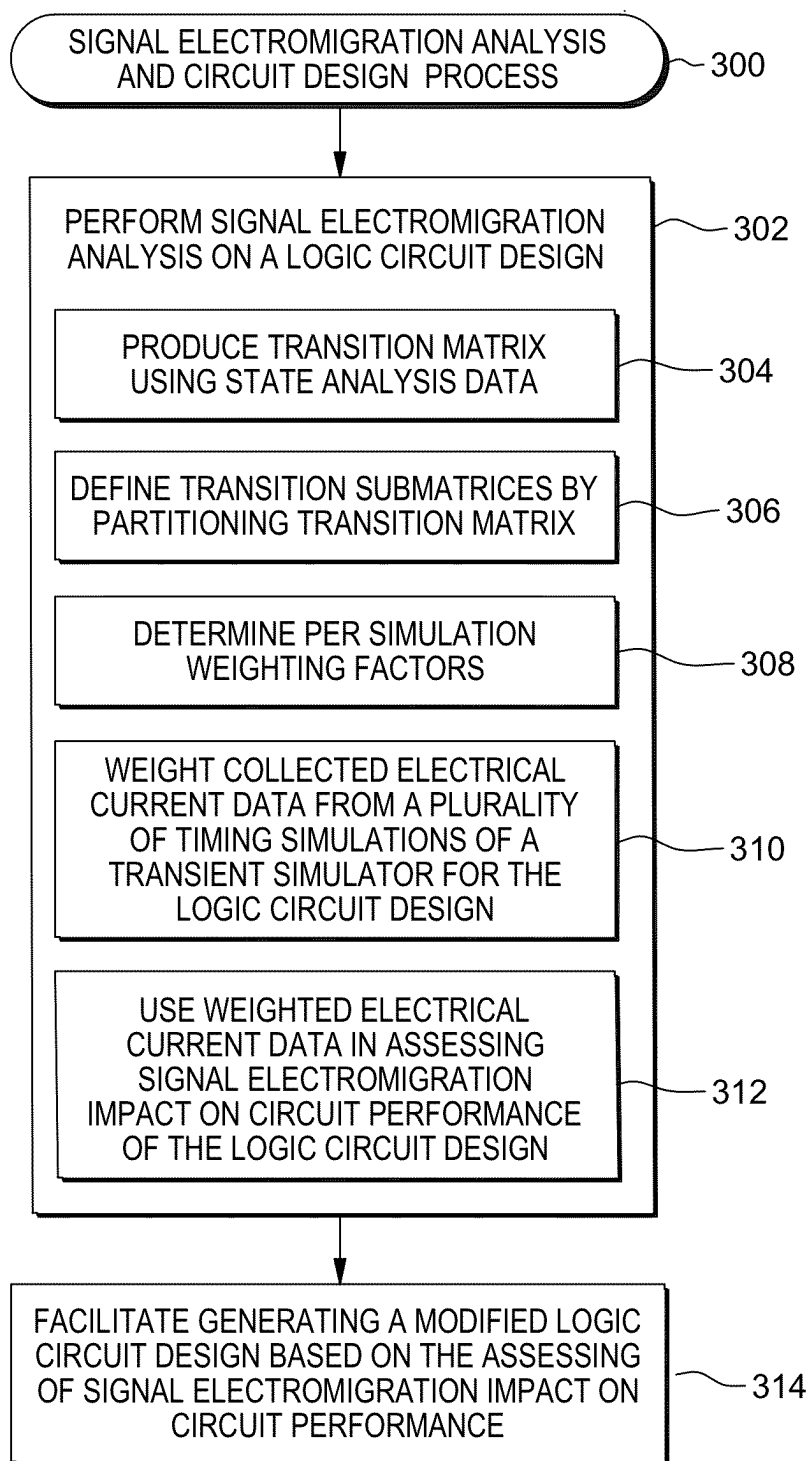 SIGNAL ELECTROMIGRATION ANALYSIS
AND CIRCUIT DESIGN PROCESS
300
PERFORM SIGNAL ELECTROMIGRATION
ANALYSIS ON A LOGIC CIRCUIT DESIGN
302
PRODUCE TRANSITION MATRIX
USING STATE ANALYSIS DATA
304
DEFINE TRANSITION SUBMATRICES BY
PARTITIONING TRANSITION MATRIX
306
DETERMINE PER SIMULATION
WEIGHTING FACTORS
308
WEIGHT COLLECTED ELECTRICAL
CURRENT DATA FROM A PLURALITY
OF TIMING SIMULATIONS OF A
TRANSIENT SIMULATOR FOR THE
LOGIC CIRCUIT DESIGN
310
USE WEIGHTED ELECTRICAL
CURRENT DATA IN ASSESSING
SIGNAL ELECTROMIGRATION
IMPACT ON CIRCUIT PERFORMANCE
OF THE LOGIC CIRCUIT DESIGN
312
FACILITATE GENERATING A MODIFIED LOGIC
CIRCUIT DESIGN BASED ON THE ASSESSING
OF SIGNAL ELECTROMIGRATION IMPACT ON
CIRCUIT PERFORMANCE
314